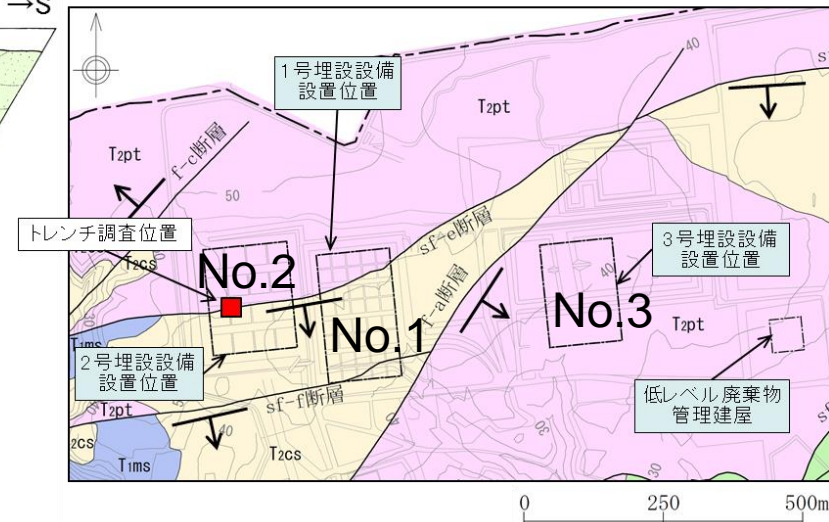 →S
1号埋設設備
設置位置
40
T2pt
T2pt
f-c断層
50
トレンチ調査位置
T2cs
No.2
sf-e断層
3号埋設設備
設置位置
40
f-a断層
No.3
No.1
T2pt
T1ms
2号埋設設備
設置位置
低レベル廃棄物
管理建屋
T2pt
sf-f断層
40
30
2cs
T2cs
T1ms
30
0 250 500m